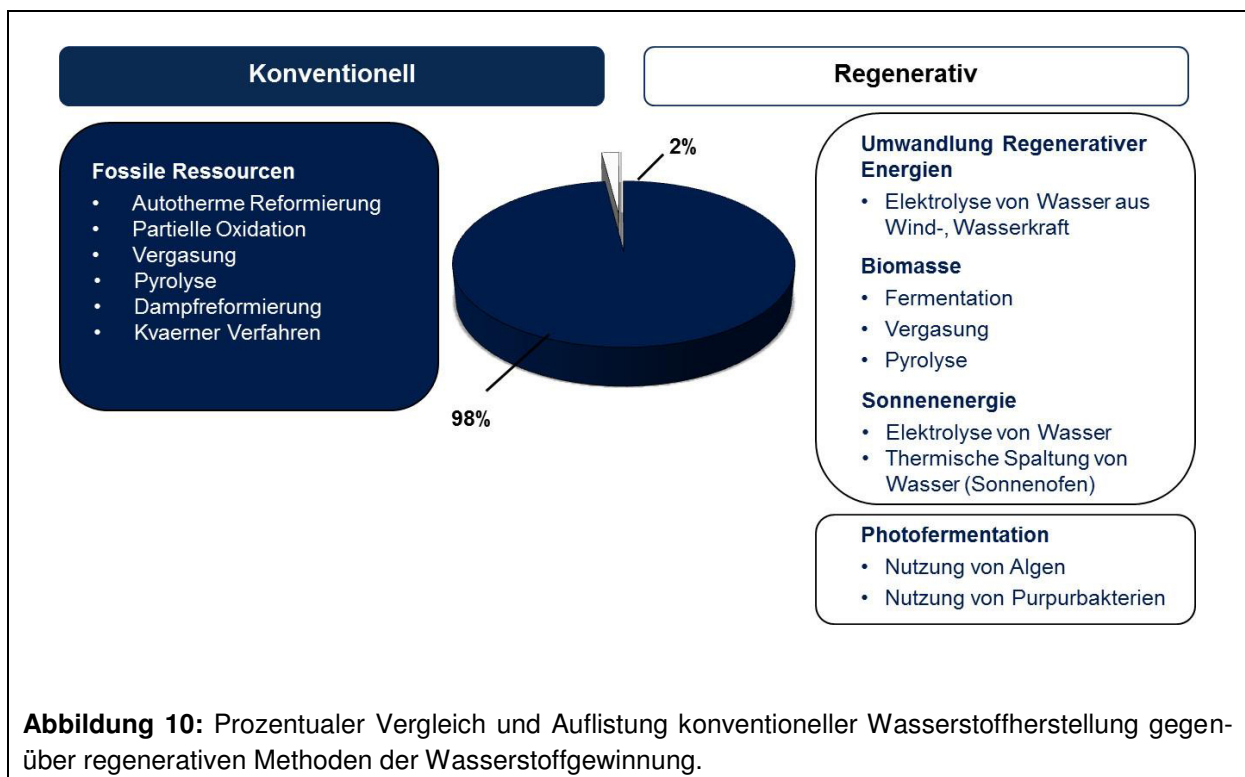 Konventionell
Regenerativ
Fossile Ressourcen
• Autotherme Reformierung
• Partielle Oxidation
• Vergasung
• Pyrolyse
• Dampfreformierung
• Kvaerner Verfahren
2%
98%
Umwandlung Regenerativer
Energien
• Elektrolyse von Wasser aus
Wind-, Wasserkraft
Biomasse
• Fermentation
• Vergasung
• Pyrolyse
Sonnenenergie
• Elektrolyse von Wasser
• Thermische Spaltung von
Wasser (Sonnenofen)
Photofermentation
• Nutzung von Algen
• Nutzung von Purpurbakterien
Abbildung 10: Prozentualer Vergleich und Auflistung konventioneller Wasserstoffherstellung gegen-
über regenerativen Methoden der Wasserstoffgewinnung.